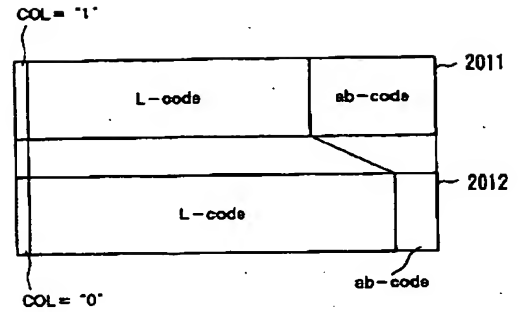 COL= "1"
2011
L-code
ab-code
2012
L-code
ab-code
COL= "0"